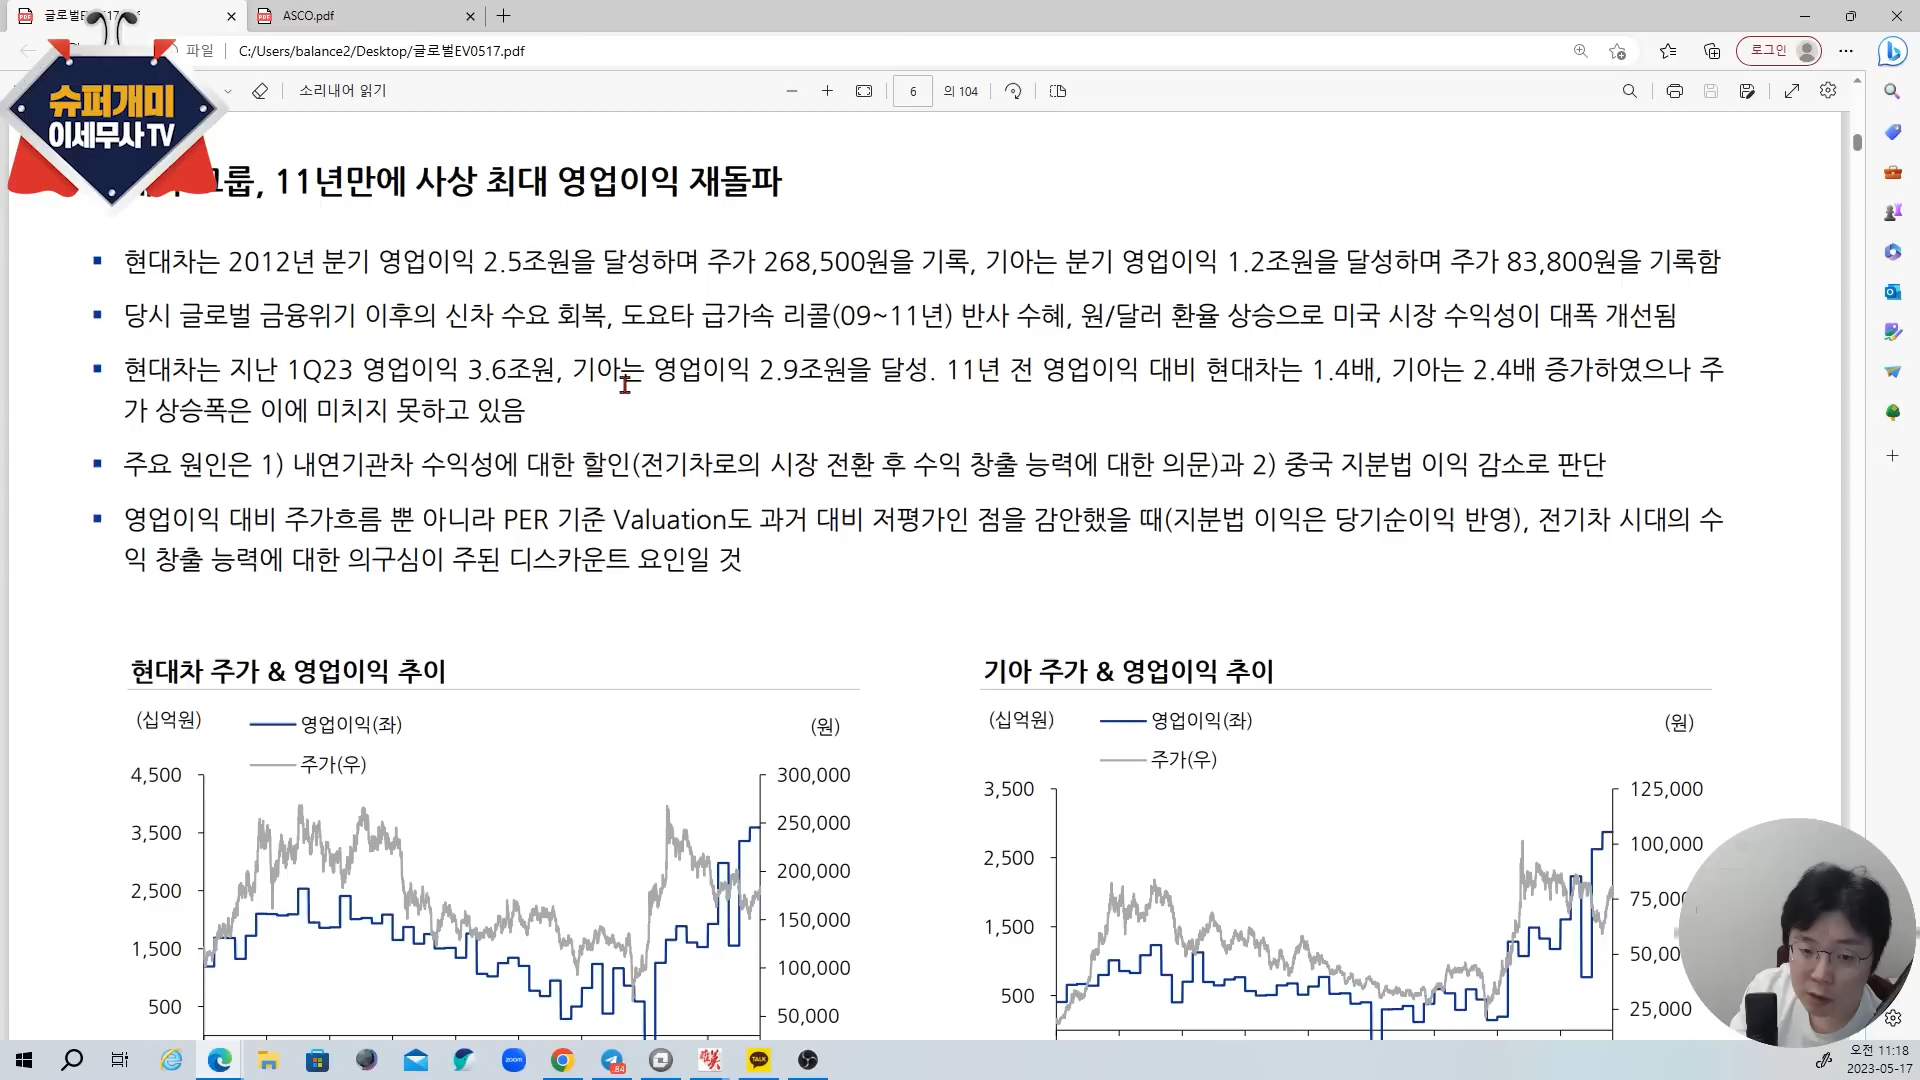 글로벌EV0517
ASCO.pdf
파일
C:/Users/balance2/Desktop/글로벌EV0517.pdf
로그인
소리내어 읽기
6
의 104
슈퍼개미
이세무사TV
그룹, 11년만에 사상 최대 영업이익 재돌파
현대차는 2012년 분기 영업이익 2.5조원을 달성하며 주가 268,500원을 기록, 기아는 분기 영업이익 1.2조원을 달성하며 주가 83,800원을 기록함
당시 글로벌 금융위기 이후의 신차 수요 회복, 도요타 급가속 리콜(09~11년) 반사 수혜, 원/달러 환율 상승으로 미국 시장 수익성이 대폭 개선됨
현대차는 지난 1Q23 영업이익 3.6조원, 기아는 영업이익 2.9조원을 달성. 11년 전 영업이익 대비 현대차는 1.4배, 기아는 2.4배 증가하였으나 주
가 상승폭은 이에 미치지 못하고 있음
주요 원인은 1) 내연기관차 수익성에 대한 할인(전기차로의 시장 전환 후 수익 창출 능력에 대한 의문)과 2) 중국 지분법 이익 감소로 판단
영업이익 대비 주가흐름 뿐 아니라 PER 기준 Valuation도 과거 대비 저평가인 점을 감안했을 때(지분법 이익은 당기순이익 반영), 전기차 시대의 수
익 창출 능력에 대한 의구심이 주된 디스카운트 요인일 것
현대차 주가 & 영업이익 추이
(십억원)
영업이익(좌)
(원)
주가(우)
4,500
3,500
2,500
1,500
500
300,000
250,000
200,000
150,000
100,000
50,000
기아 주가 & 영업이익 추이
(십억원)
영업이익(좌)
(원)
주가(우)
3,500
2,500
1,500
500
125,000
100,000
75,000
50,000
25,000
zoom
84
TALK
오전 11:18
2023-05-17